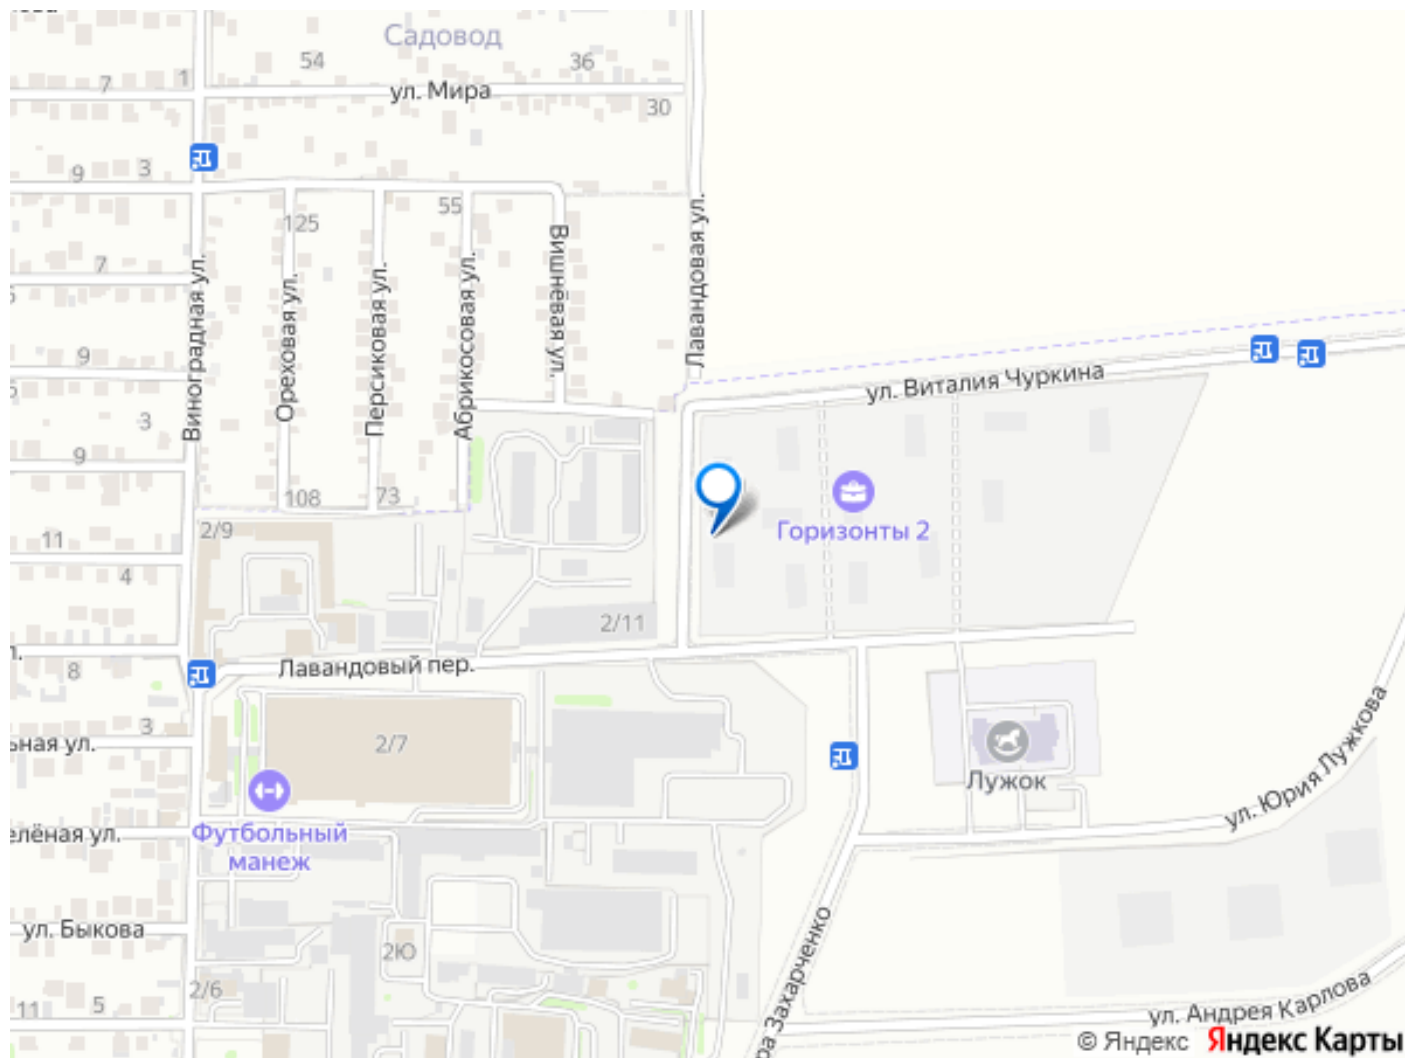 Садовод
54
36
7
1
ул. Мира
30
3
9
55
125
Вишнёвая ул.
Лавандовая ул.
7
Виноградная ул.
Ореховая ул.
Персиковая ул.
Абрикосовая ул.
9
ул. Виталия Чуркина
3
9
108
73
2/9
Горизонты 2
11
4
2/11
8
Лавандовый пер.
3
2/7
ул. Юрия Лужкова
Лужок
Футбольный
манеж
ул. Быкова
2Ю
Захарченко
2/6
11
5
ул. Андрея Карлова
© Яндекс Яндекс Карты